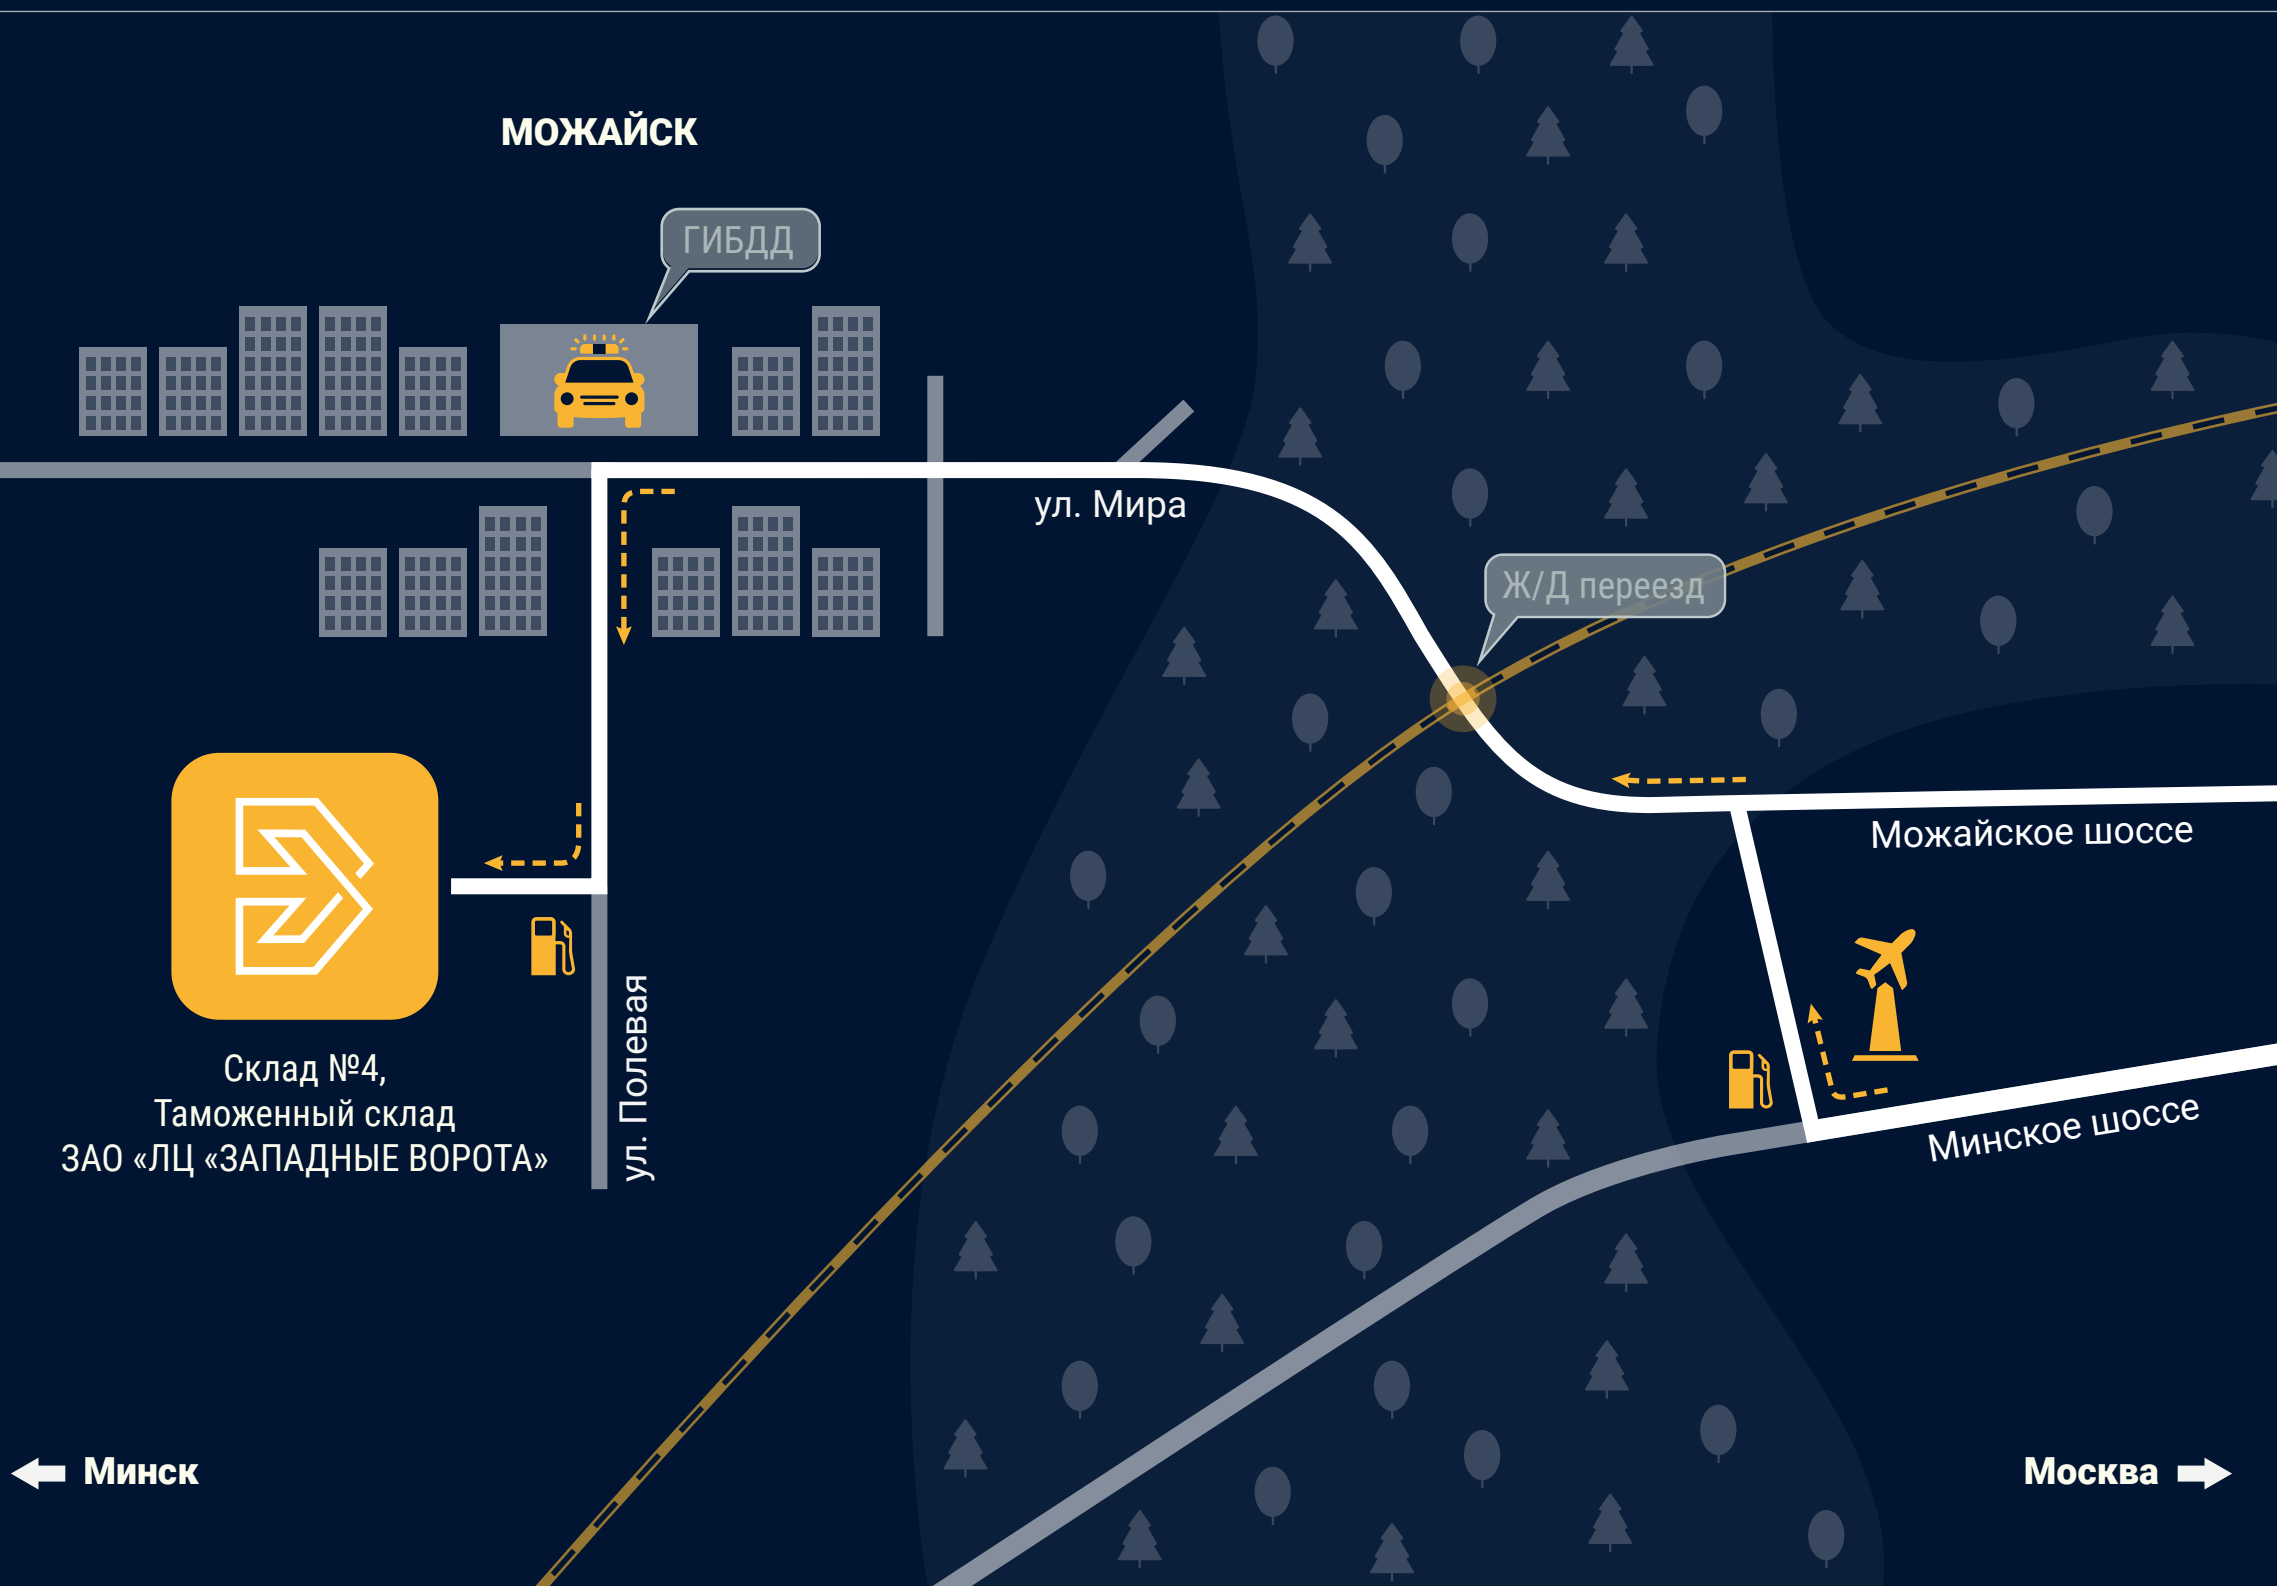 МОЖАЙСК
ГИБДД
ул. Мира
Ж/Д переезд
Можайское шоссе
ул. Полевая
Склад №4,
Таможенный склад
ЗАО «ЛЦ «ЗАПАДНЫЕ ВОРОТА»
Минское шоссе
Минск
Москва